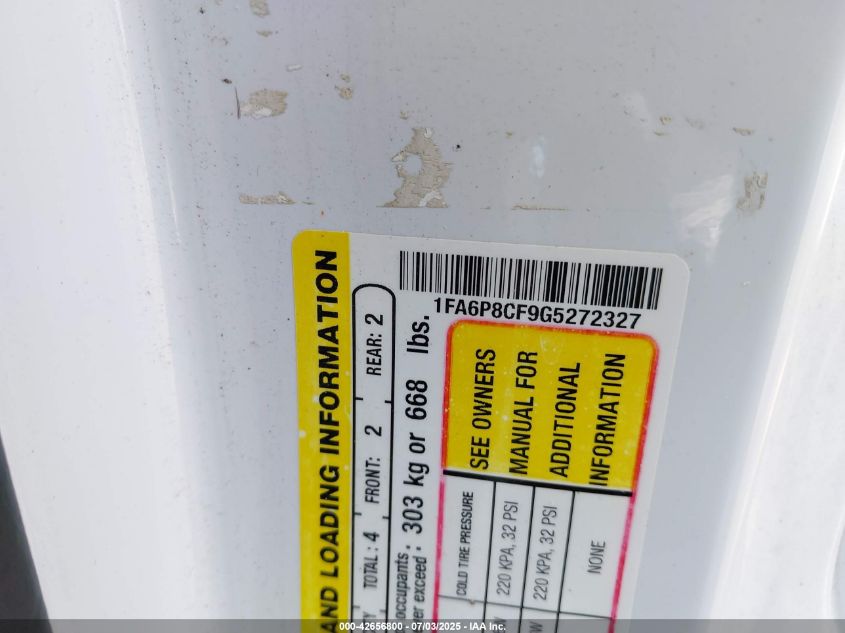 1FA6P8CF9G5272327
AND LOADING INFORMATION
TOTAL: 4 FRONT: 2 REAR: 2
occupants
exceed 303 kg or 668 lbs.
SEE OWNERS
MANUAL FOR
ADDITIONAL
INFORMATION
COLD TIRE PRESSURE
220 KPA, 32 PSI
220 KPA, 32 PSI
NONE
000-42656800 - 07/03/2025 - IAA Inc.